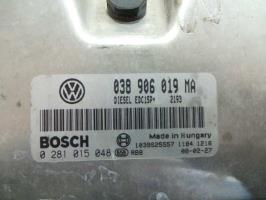 038 906 019 MA
DIESEL EDC15P+ 2193
BOSCH Made in Hungary
1039S25557 1104 1216
0 281 015 048 ABB 08-02-27